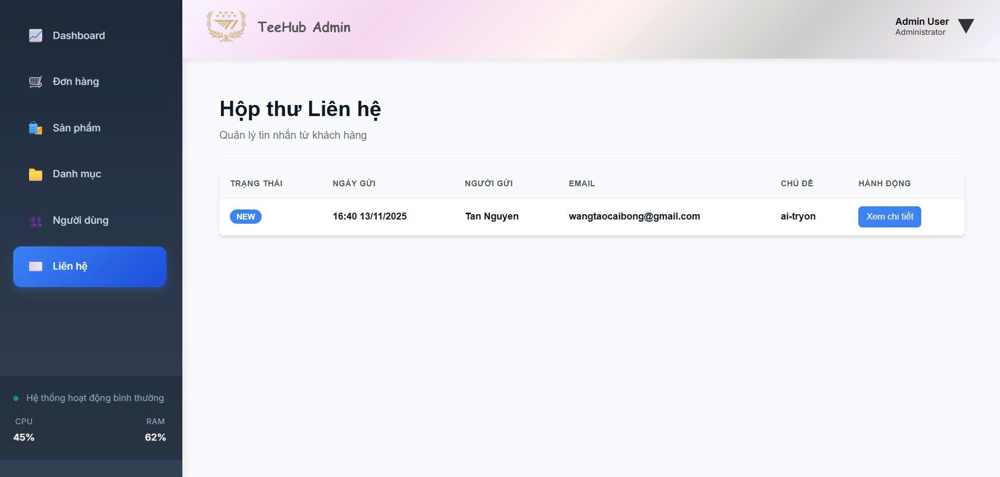 Dashboard
Đơn hàng
Sản phẩm
Danh mục
Người dùng
Liên hệ
Hệ thống hoạt động bình thường
CPU RAM
45% 62%
TeeHub Admin
Admin User
Administrator
Hộp thư Liên hệ
Quản lý tin nhắn từ khách hàng
TRẠNG THÁI NGÀY GỬI NGƯỜI GỬI EMAIL CHỦ ĐỀ HÀNH ĐỘNG
NEW 16:40 13/11/2025 Tan Nguyen wangtaocaibong@gmail.com ai-tryon Xem chi tiết